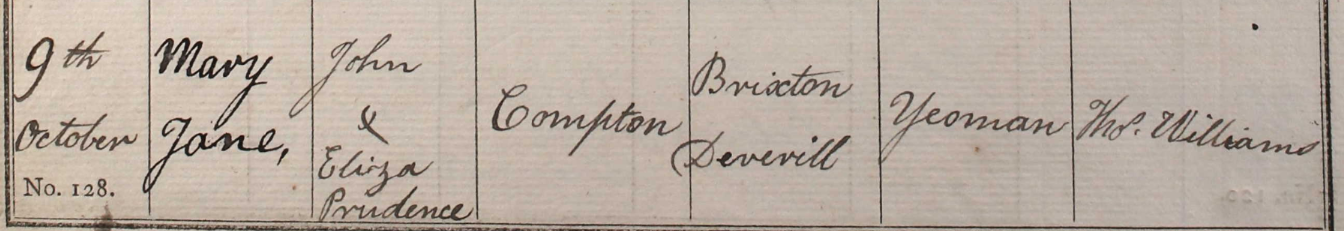 9th
October
No. 128.
Mary
Jane,
John
&
Eliza
Prudence
Compton
Brixton
Deverill
Yeoman
Thos. Williams